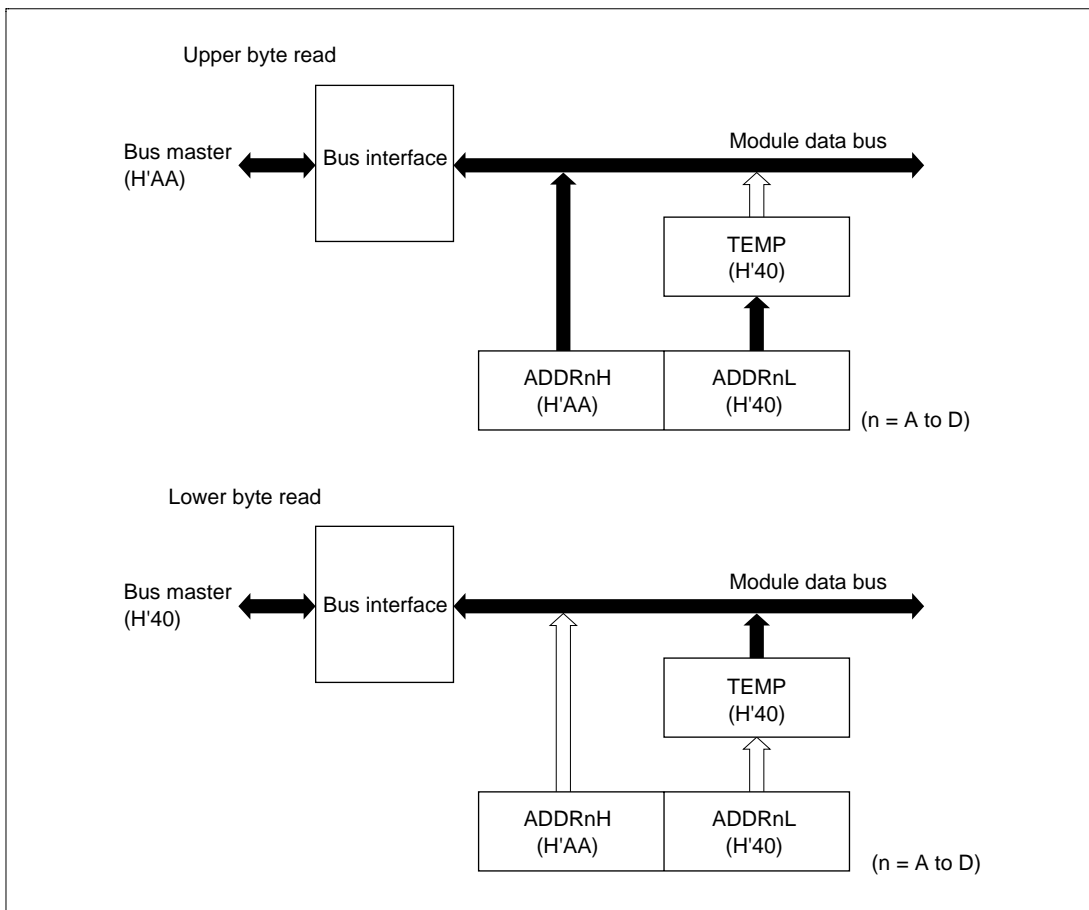 Upper byte read
Bus master
(H'AA)
Bus interface
Module data bus
TEMP
(H'40)
ADDRnH
(H'AA)
ADDRnL
(H'40)
(n = A to D)
Lower byte read
Bus master
(H'40)
Bus interface
Module data bus
TEMP
(H'40)
ADDRnH
(H'AA)
ADDRnL
(H'40)
(n = A to D)